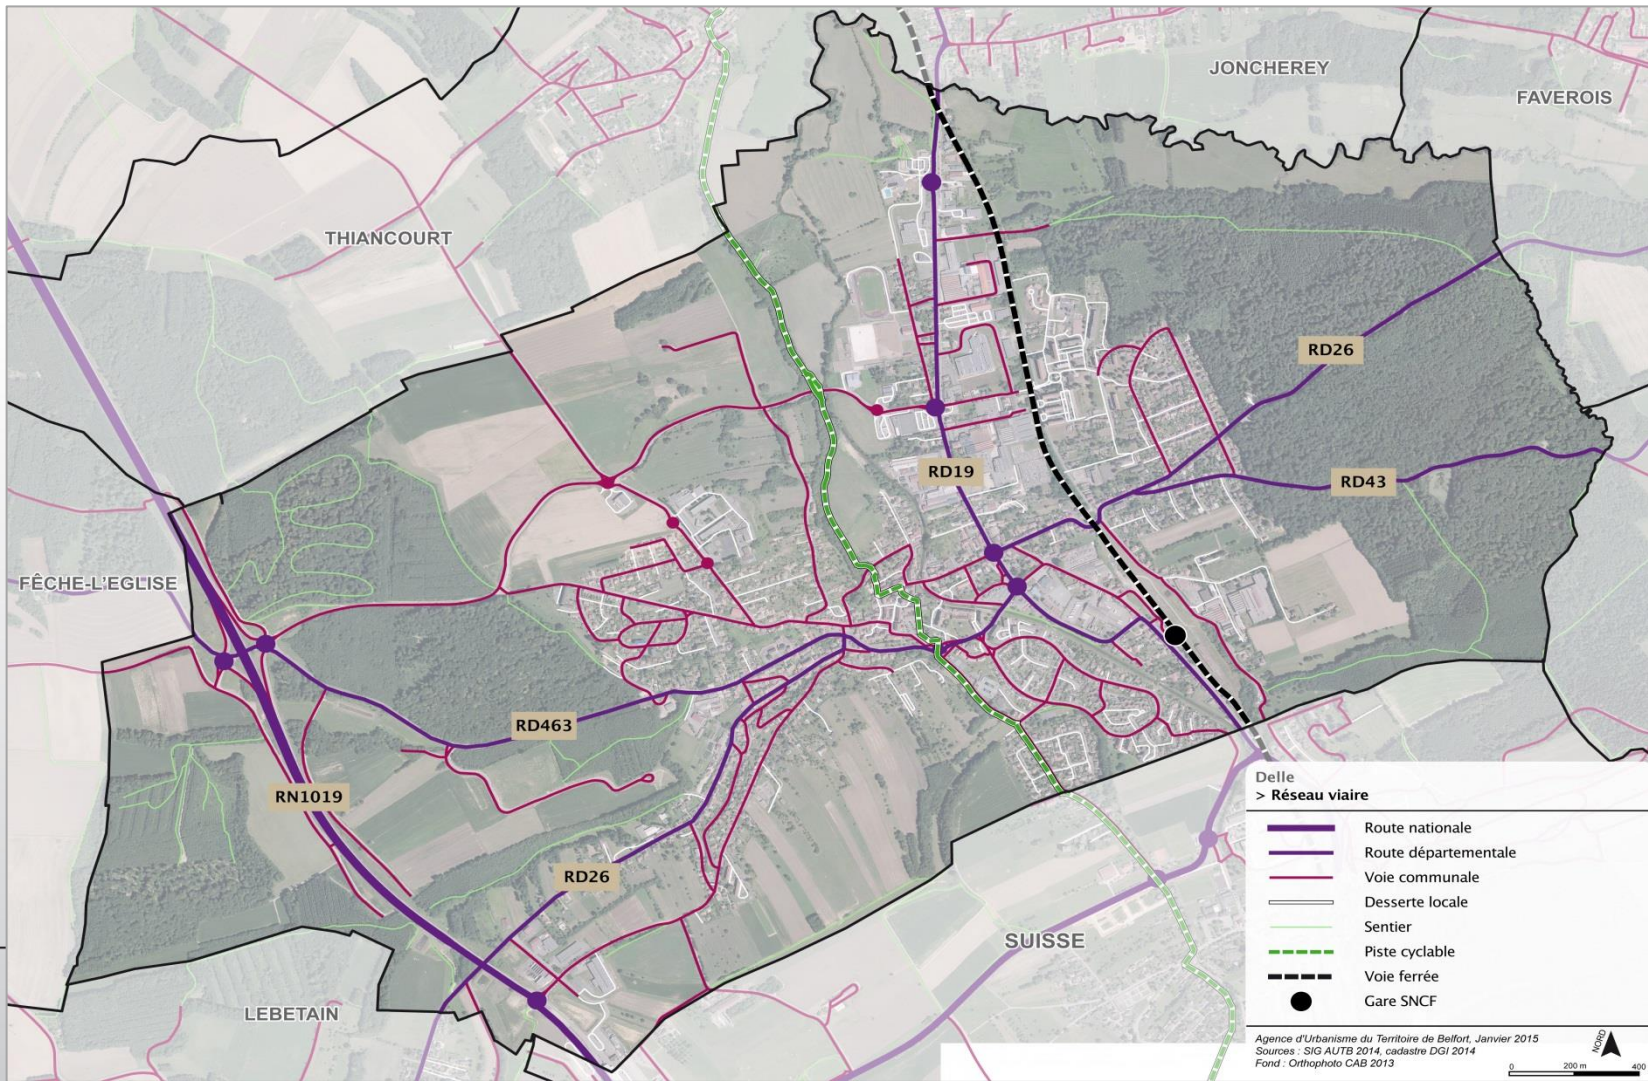 JONCHEREY
FAVEROIS
THIANCOURT
RD26
RD19
RD43
FÊCHE-L'EGLISE
RD463
RN1019
RD26
SUISSE
LEBETAIN
Delle
> Réseau viaire
Route nationale
Route départementale
Voie communale
Desserte locale
Sentier
Piste cyclable
Voie ferrée
Gare SNCF
Agence d'Urbanisme du Territoire de Belfort, Janvier 2015
Sources : SIG AUTB 2014, cadastre DGI 2014
Fond : Orthophoto CAB 2013
NORD
0 200 m 400